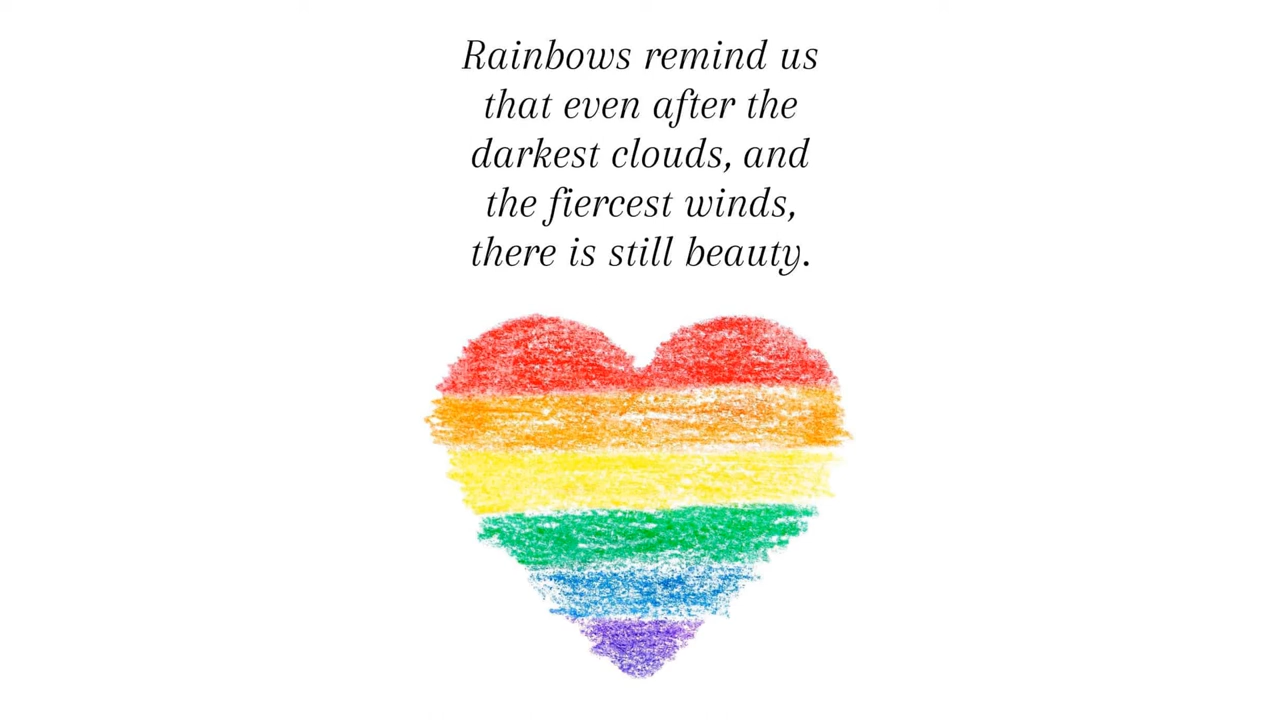 Rainbows remind us
that even after the
darkest clouds, and
the fiercest winds,
there is still beauty.